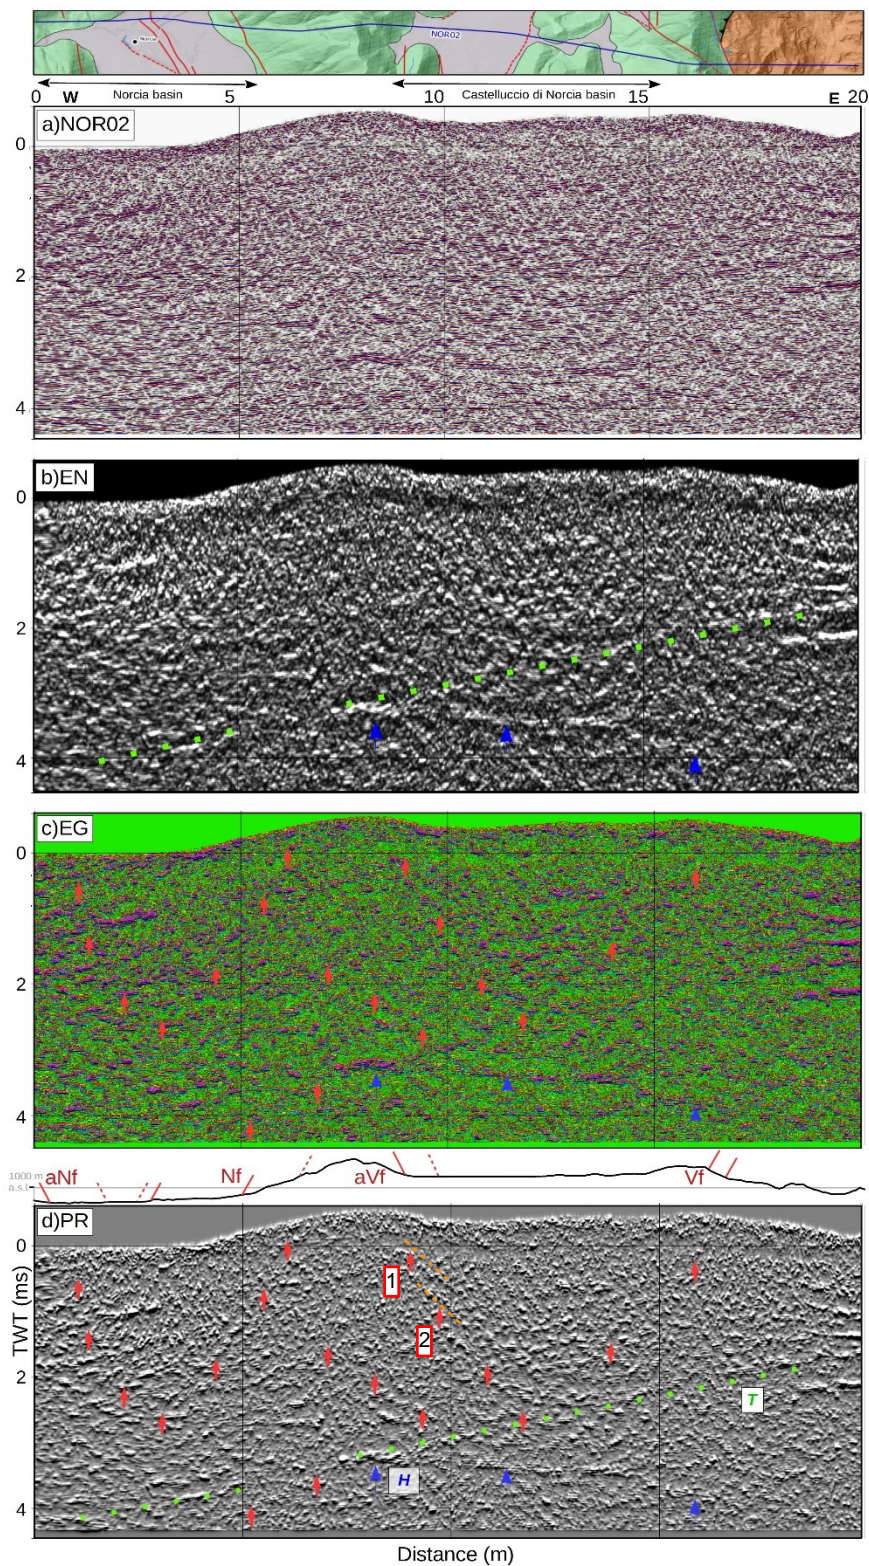 Norcia
NOR02
Norcia basin
Castelluccio di Norcia basin
0 W 5 10 15 E 20
a)NOR02
0
2
4
b)EN
0
2
4
c)EG
0
2
4
1000 m
a.s.l.
aNf Nf aVf Vf
d)PR
0
1
2
2
T
H
4
TWT (ms)
Distance (m)